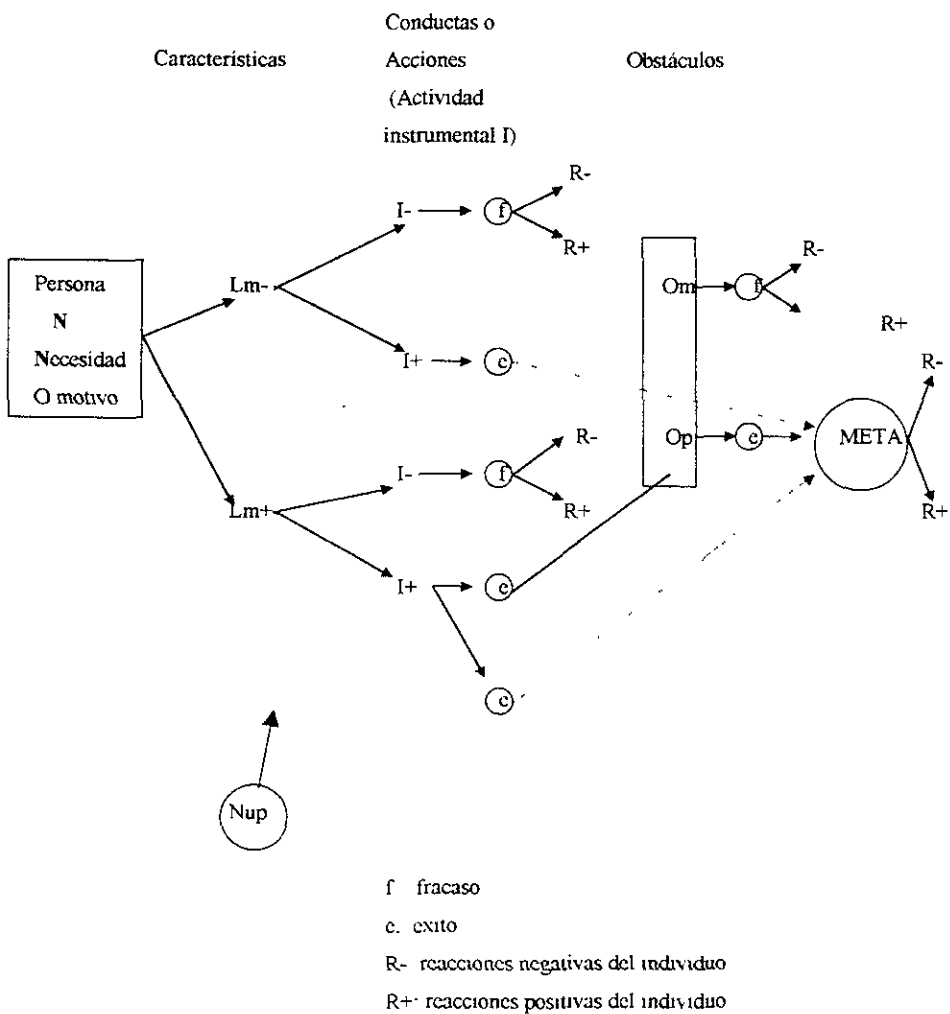 Conductas o
Características
Acciones
Obstáculos
(Actividad
instrumental I)
R-
I-
f
R+
R-
Persona
Lm-
Om
f
N
R+
Necesidad
I+
e
R-
O motivo
R-
Op
e
META
I-
f
R+
R+
Lm+
I+
e
e
Nup
f fracaso
e. exito
R- reacciones negativas del individuo
R+· reacciones positivas del individuo